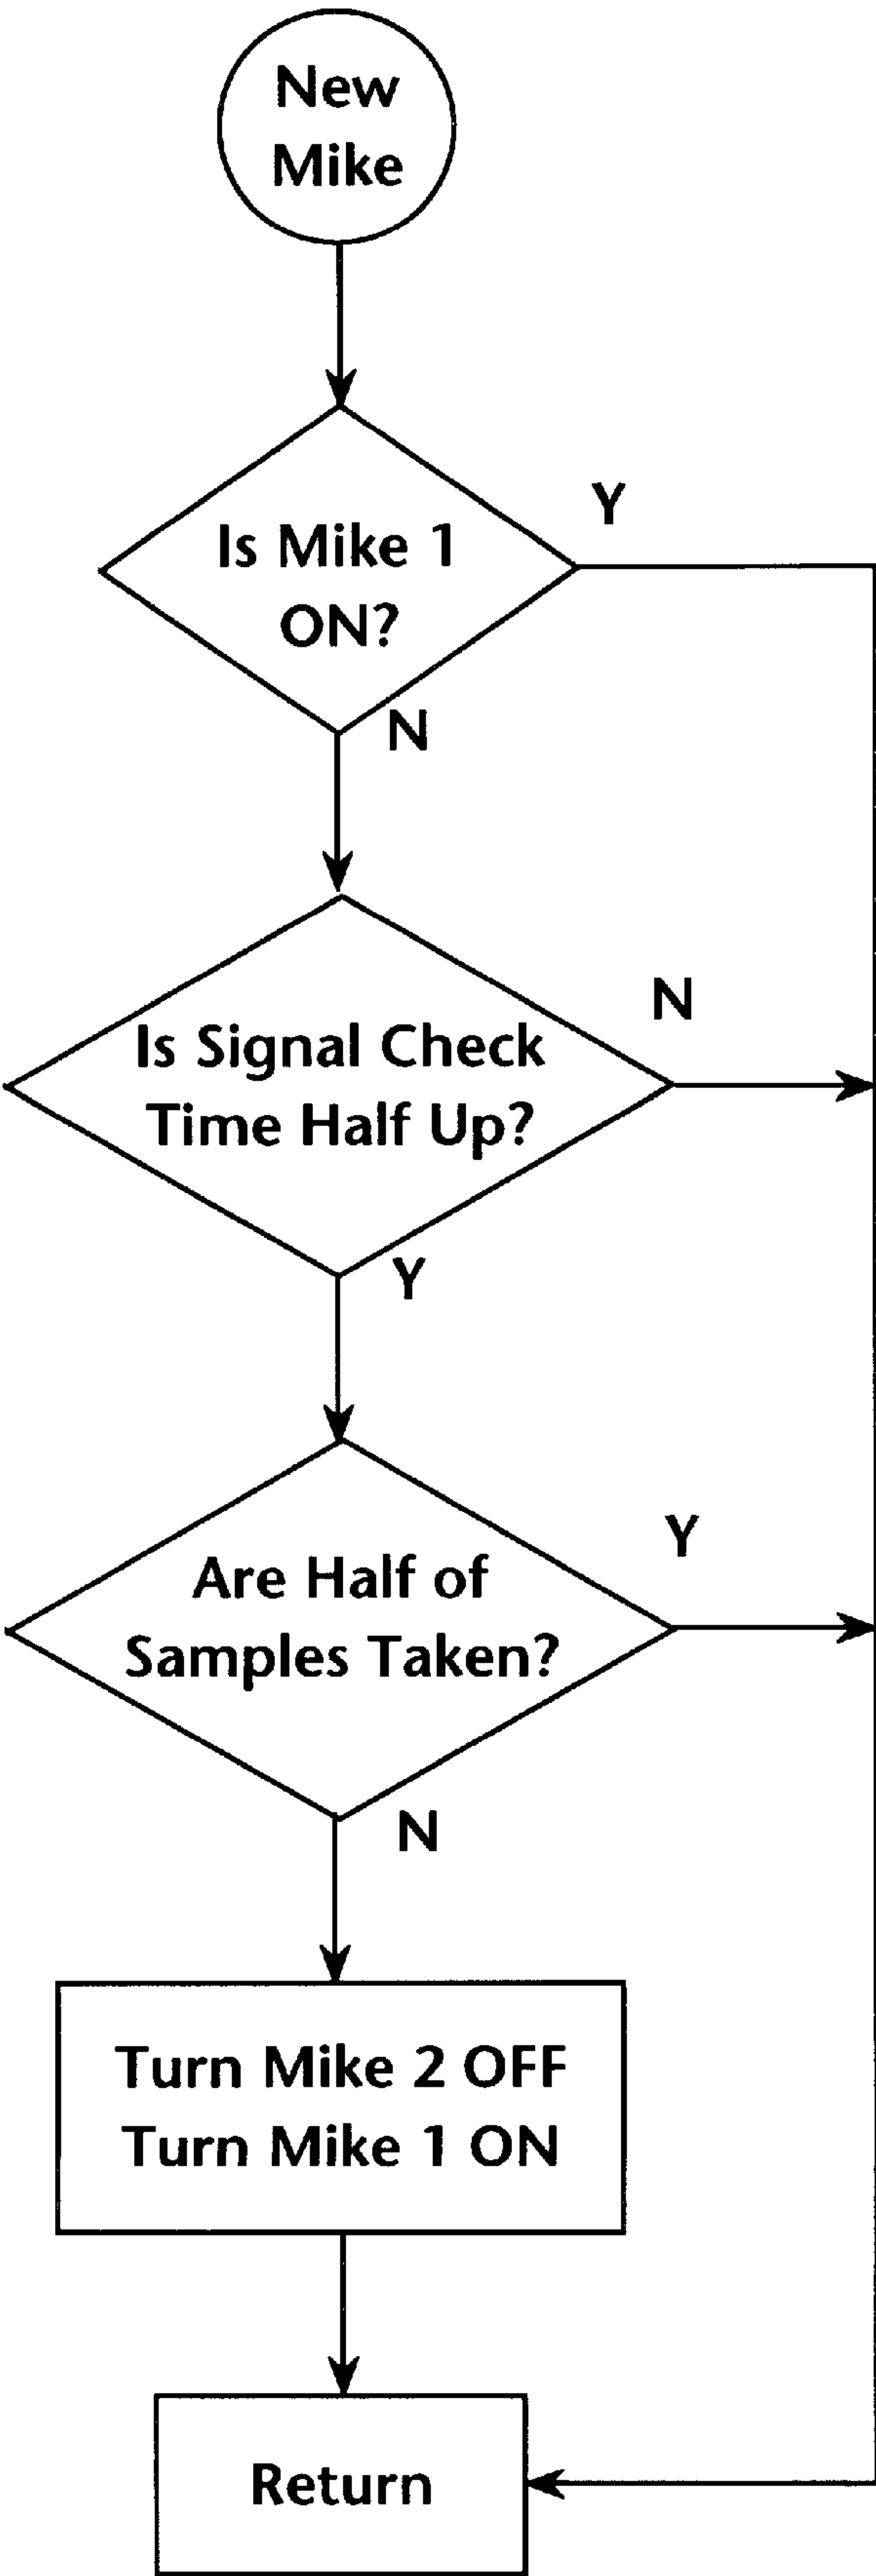 New
Mike
Is Mike 1
ON?
Y
N
Is Signal Check
Time Half Up?
N
Y
Are Half of
Samples Taken?
Y
N
Turn Mike 2 OFF
Turn Mike 1 ON
Return